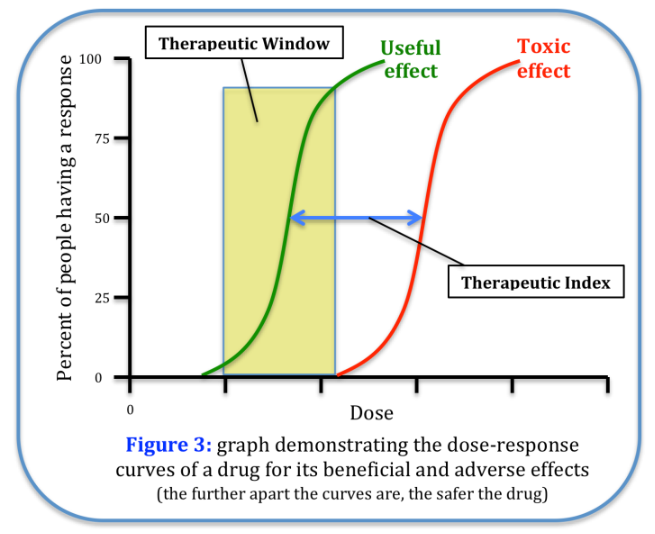 Therapeutic Window
Useful
effect
Toxic
effect
Percent of people having a response
100
75
50
25
0
Therapeutic Index
0
Dose
Figure 3: graph demonstrating the dose-response
curves of a drug for its beneficial and adverse effects
(the further apart the curves are, the safer the drug)